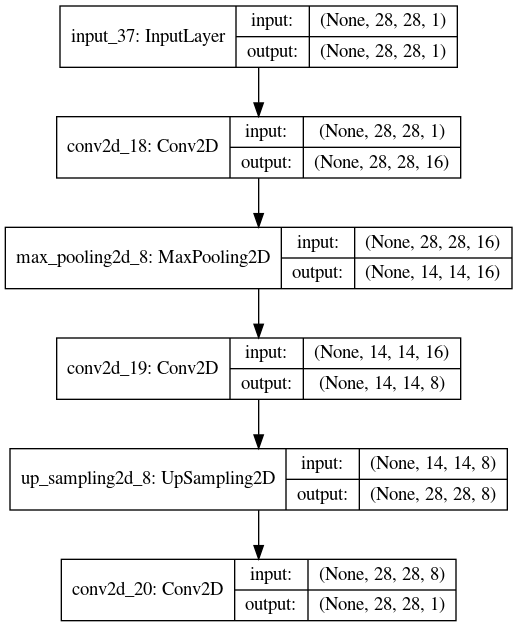 input_37: InputLayer
input: (None, 28, 28, 1)
output: (None, 28, 28, 1)
conv2d_18: Conv2D
input: (None, 28, 28, 1)
output: (None, 28, 28, 16)
max_pooling2d_8: MaxPooling2D
input: (None, 28, 28, 16)
output: (None, 14, 14, 16)
conv2d_19: Conv2D
input: (None, 14, 14, 16)
output: (None, 14, 14, 8)
up_sampling2d_8: UpSampling2D
input: (None, 14, 14, 8)
output: (None, 28, 28, 8)
conv2d_20: Conv2D
input: (None, 28, 28, 8)
output: (None, 28, 28, 1)